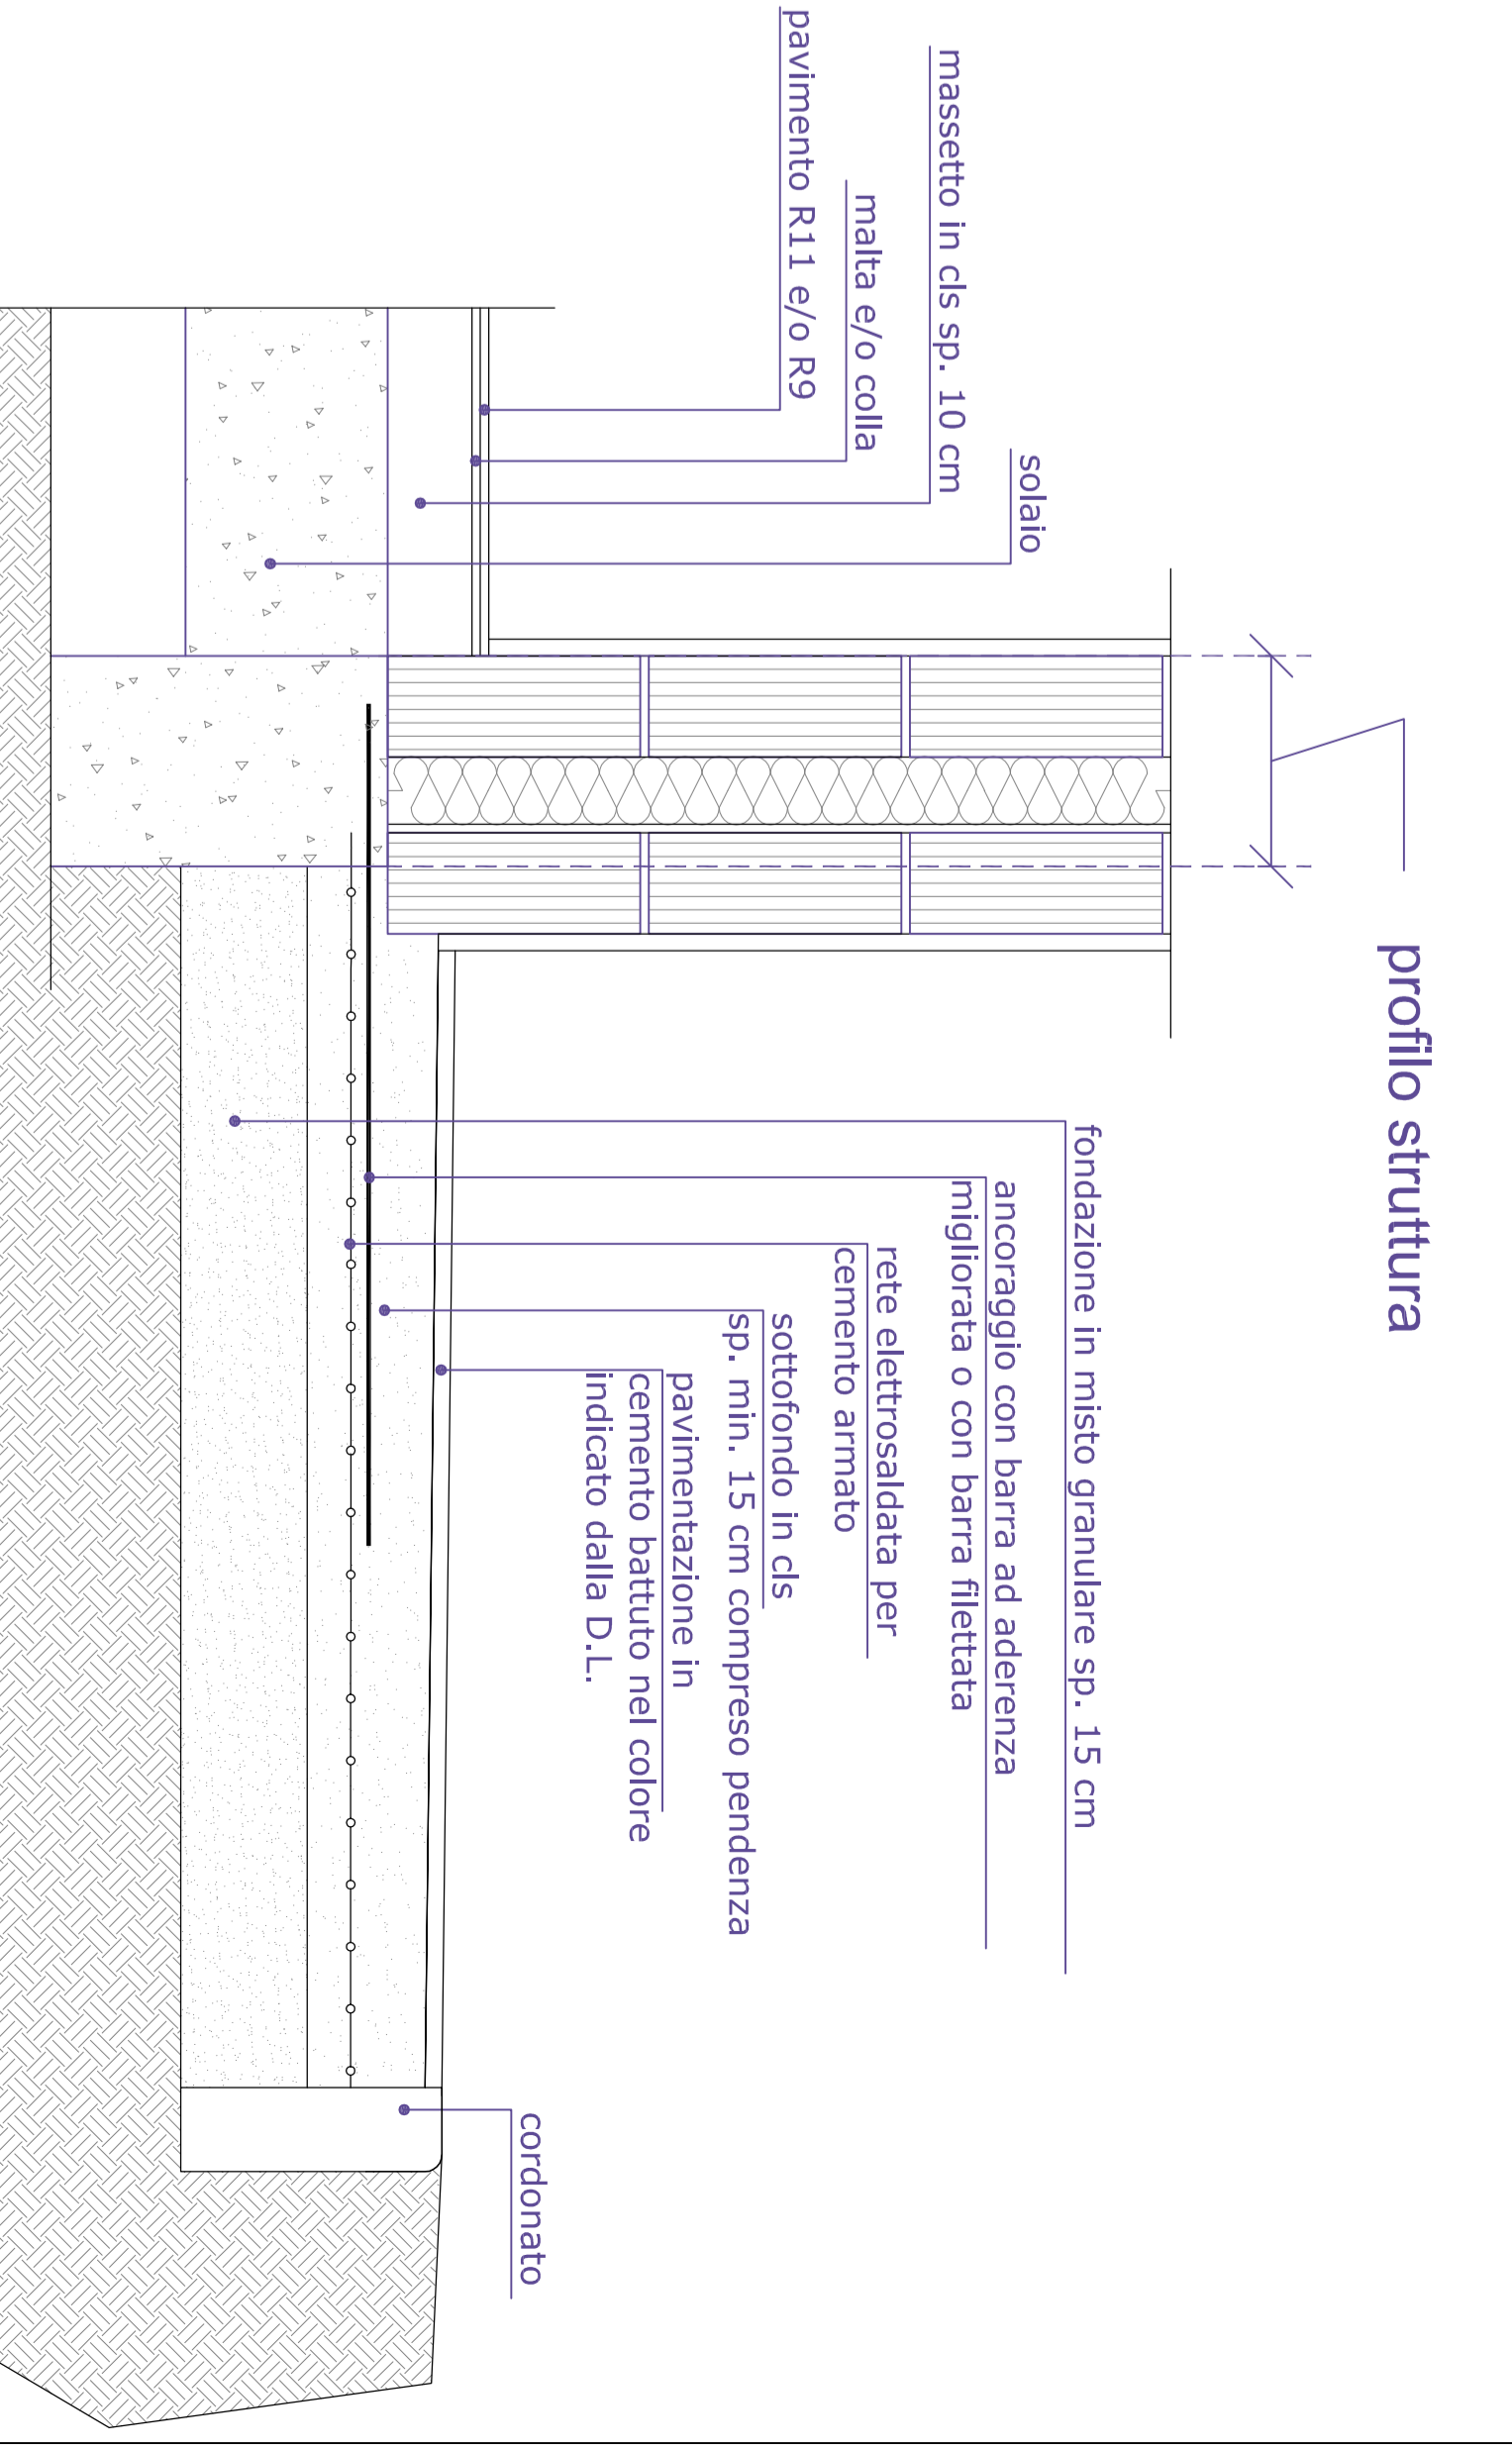 profilo struttura
solaio
massetto in cls sp. 10 cm
malta e/o colla
pavimento R11 e/o R9
fondazione in misto granulare sp. 15 cm
ancoraggio con barra ad aderenza
migliorata o con barra filettata
rete elettrosaldata per
cemento armato
sottofondo in cls
sp. min. 15 cm compreso pendenza
pavimentazione in
cemento battuto nel colore
indicato dalla D.L.
cordonato